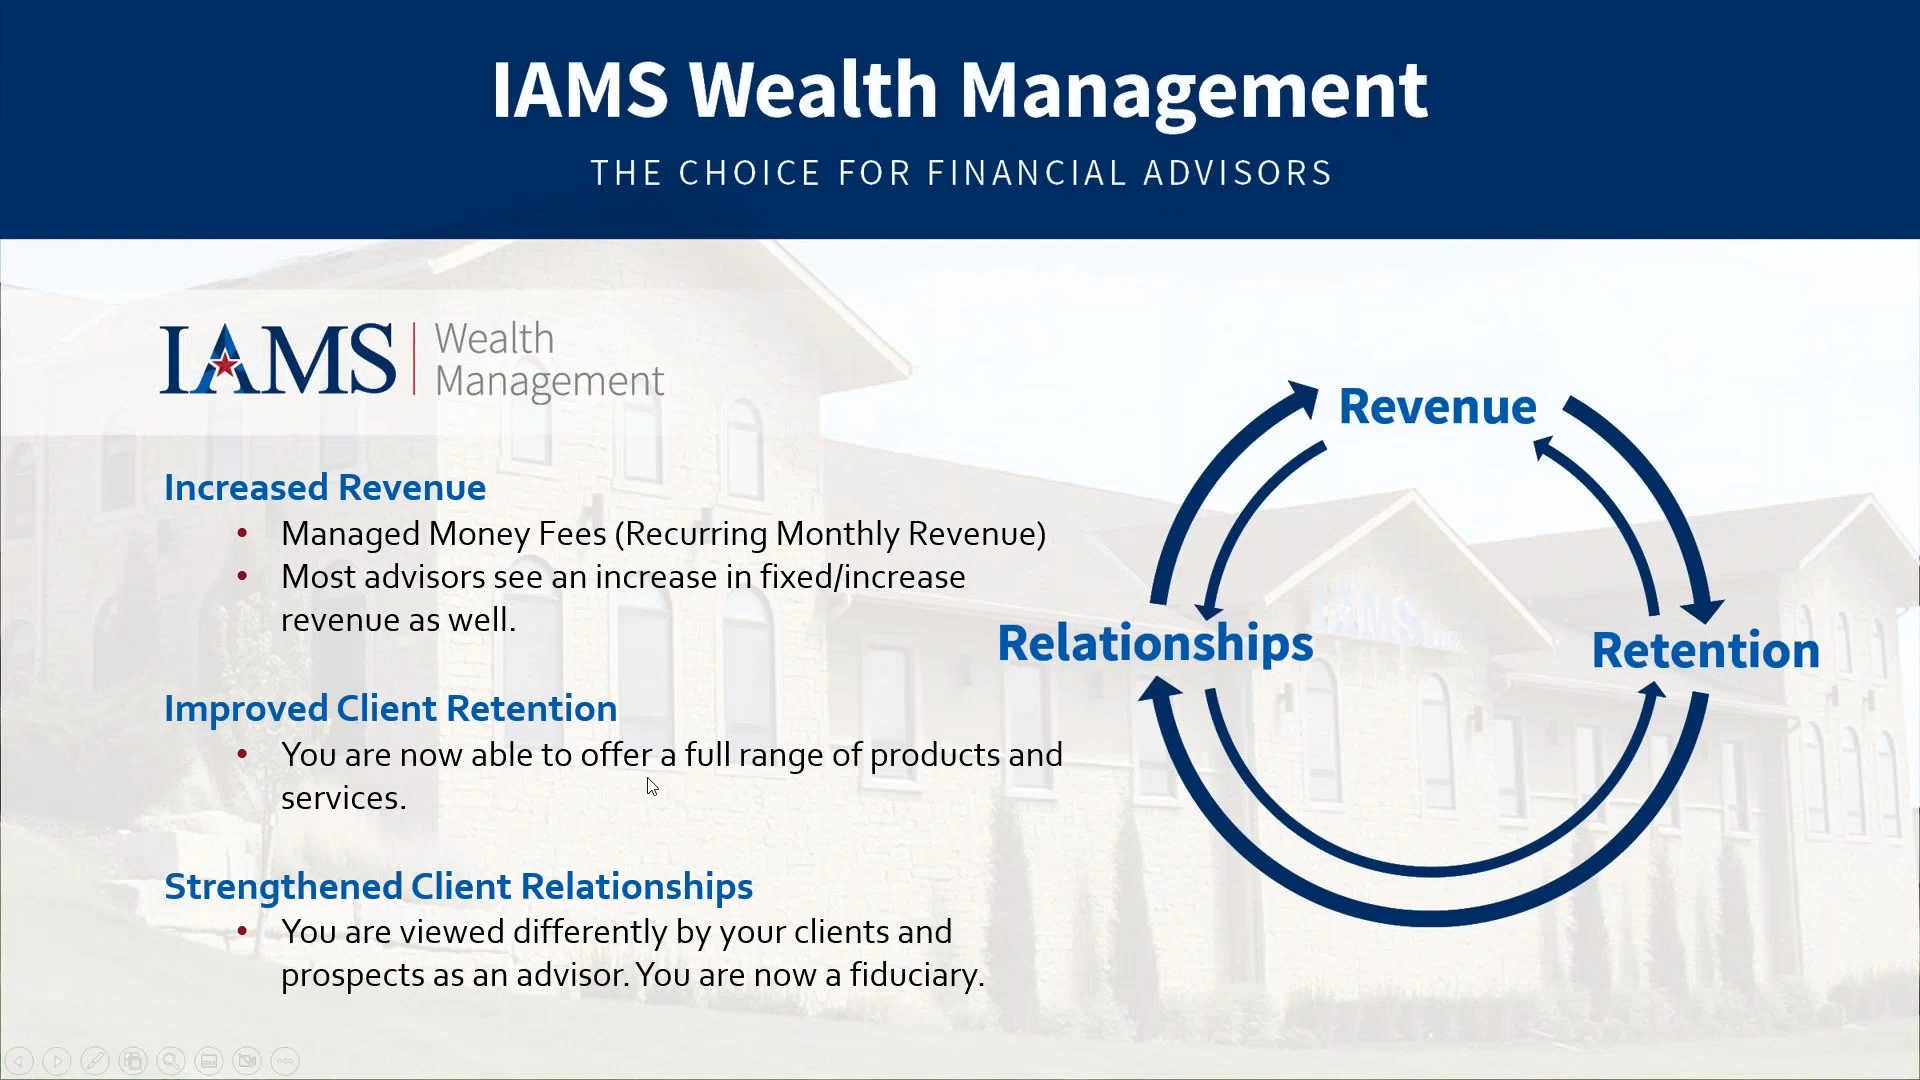 IAMS Wealth Management
THE CHOICE FOR FINANCIAL ADVISORS
IAMS Wealth
Management
Increased Revenue
• Managed Money Fees (Recurring Monthly Revenue)
• Most advisors see an increase in fixed/increase
revenue as well.
Improved Client Retention
• You are now able to offer a full range of products and
services.
Strengthened Client Relationships
• You are viewed differently by your clients and
prospects as an advisor. You are now a fiduciary.
Revenue
Relationships
Retention
IAMS